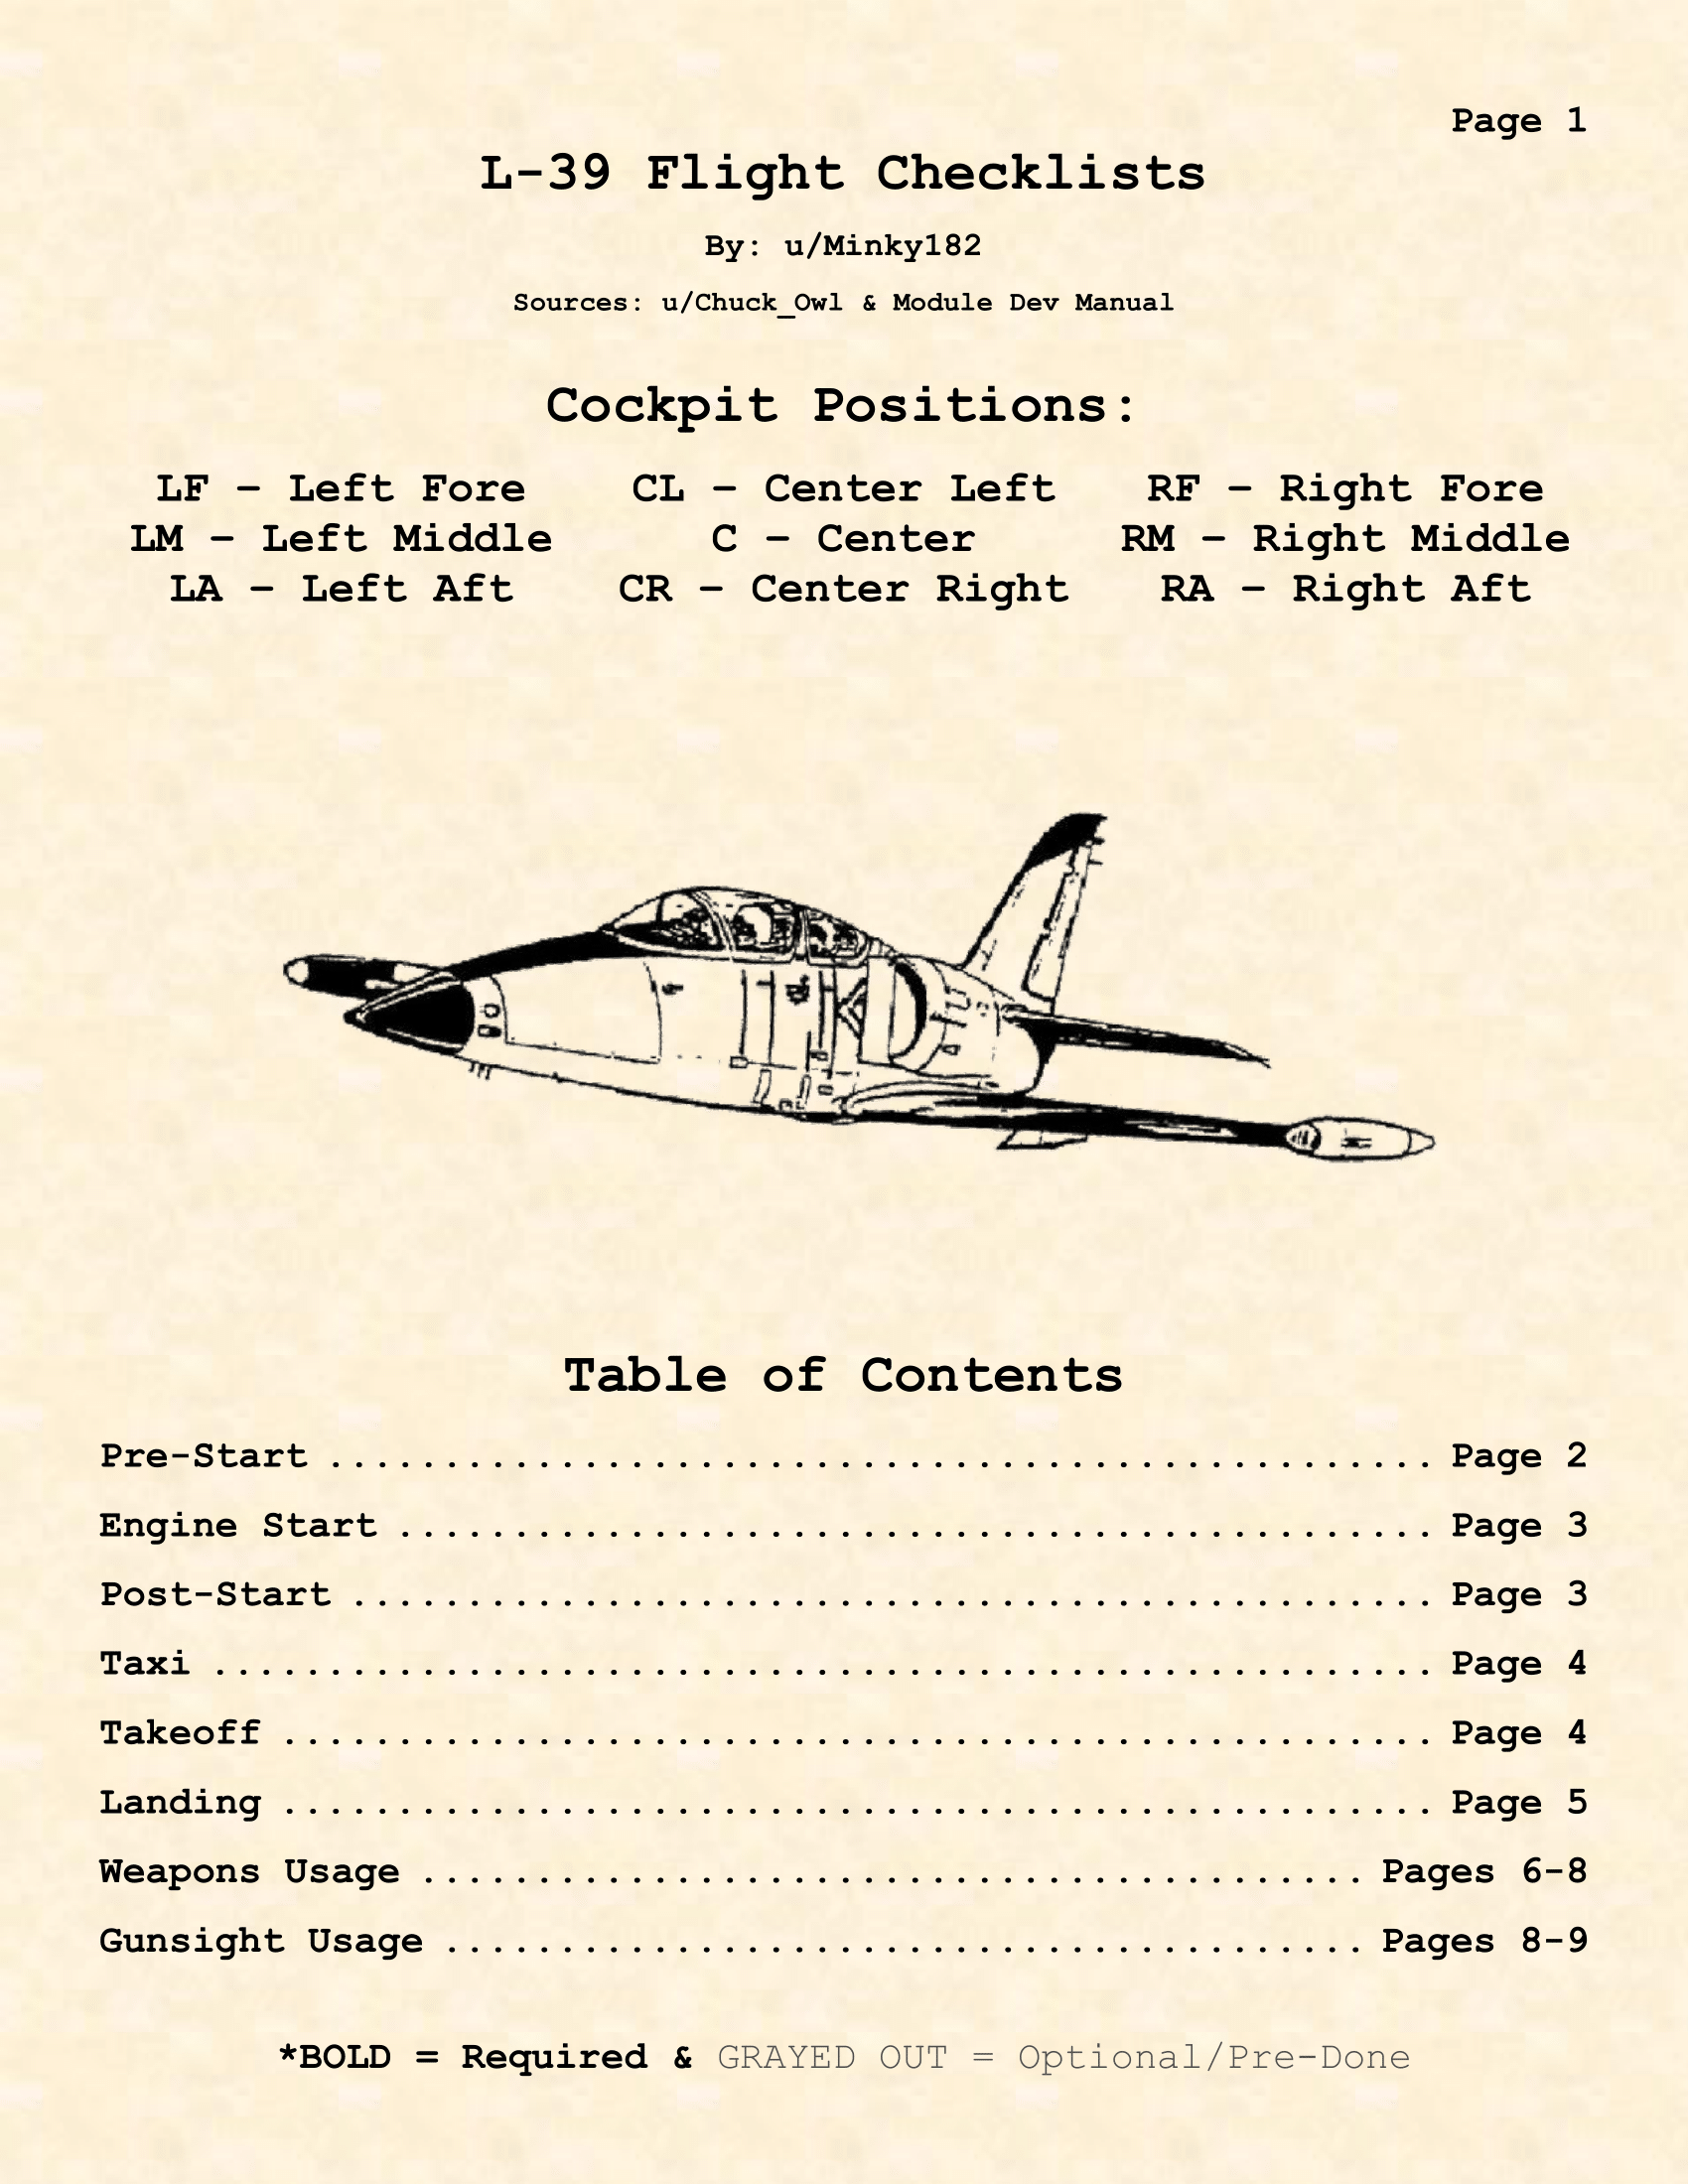 Page 1
L-39 Flight Checklists
By: u/Minky182
Sources: u/Chuck_Owl & Module Dev Manual
Cockpit Positions:
LF – Left Fore CL – Center Left RF – Right Fore
LM – Left Middle C – Center RM – Right Middle
LA – Left Aft CR – Center Right RA – Right Aft
Table of Contents
Pre-Start ............................................... Page 2
Engine Start ............................................ Page 3
Post-Start .............................................. Page 3
Taxi .................................................... Page 4
Takeoff ................................................. Page 4
Landing ................................................. Page 5
Weapons Usage ........................................ Pages 6-8
Gunsight Usage ....................................... Pages 8-9
*BOLD = Required & GRAYED OUT = Optional/Pre-Done